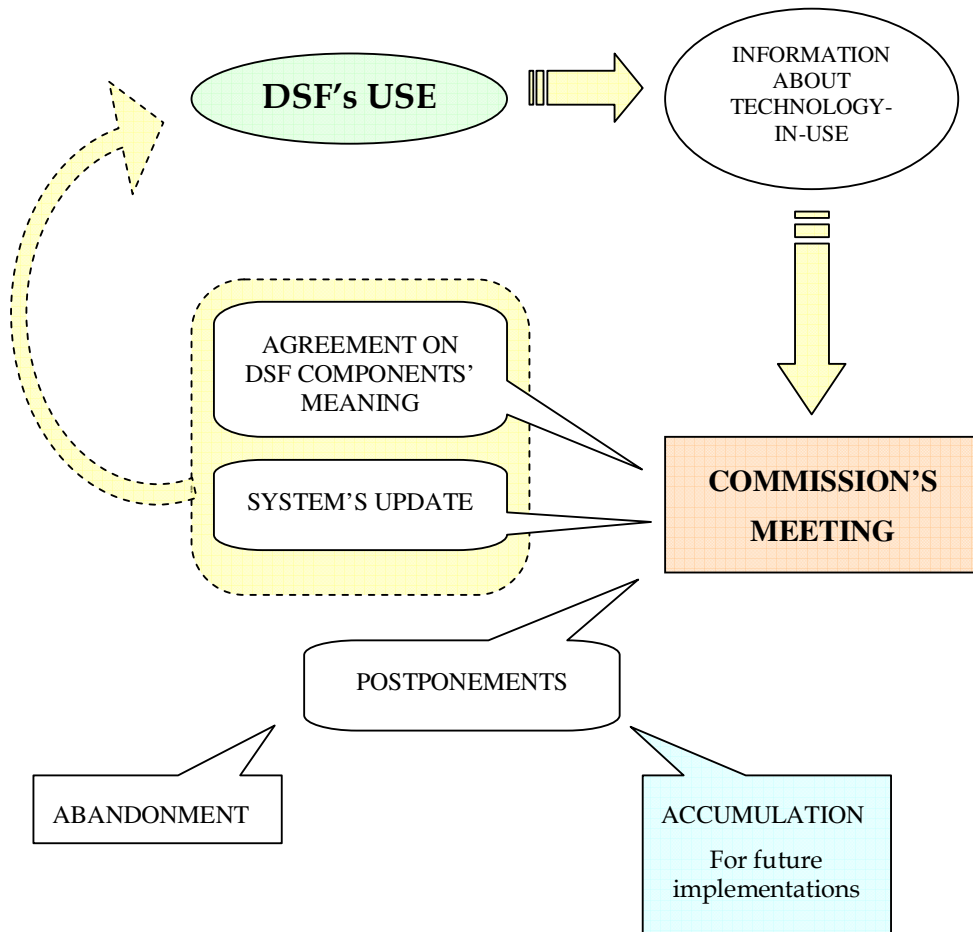 DSF's USE
INFORMATION
ABOUT
TECHNOLOGY-
IN-USE
AGREEMENT ON
DSF COMPONENTS'
MEANING
SYSTEM'S UPDATE
COMMISSION'S
MEETING
POSTPONEMENTS
ABANDONMENT
ACCUMULATION
For future
implementations